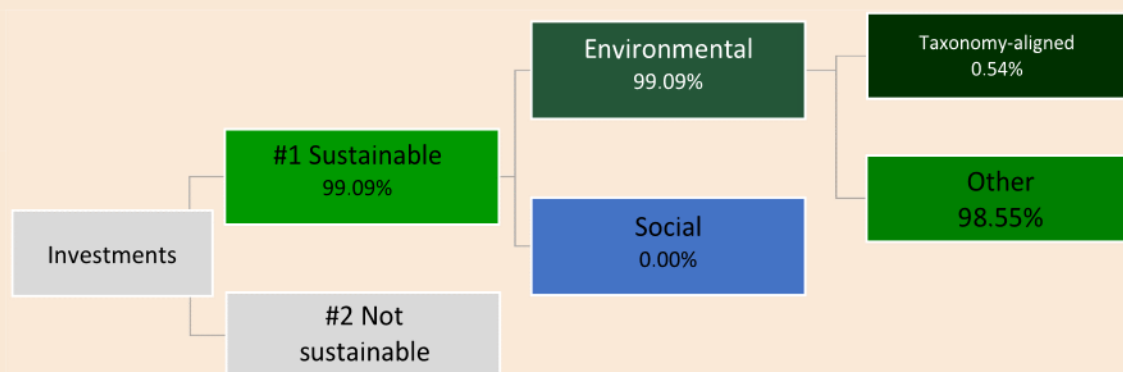 Investments
#1 Sustainable
99.09%
#2 Not
sustainable
Environmental
99.09%
Social
0.00%
Taxonomy-aligned
0.54%
Other
98.55%